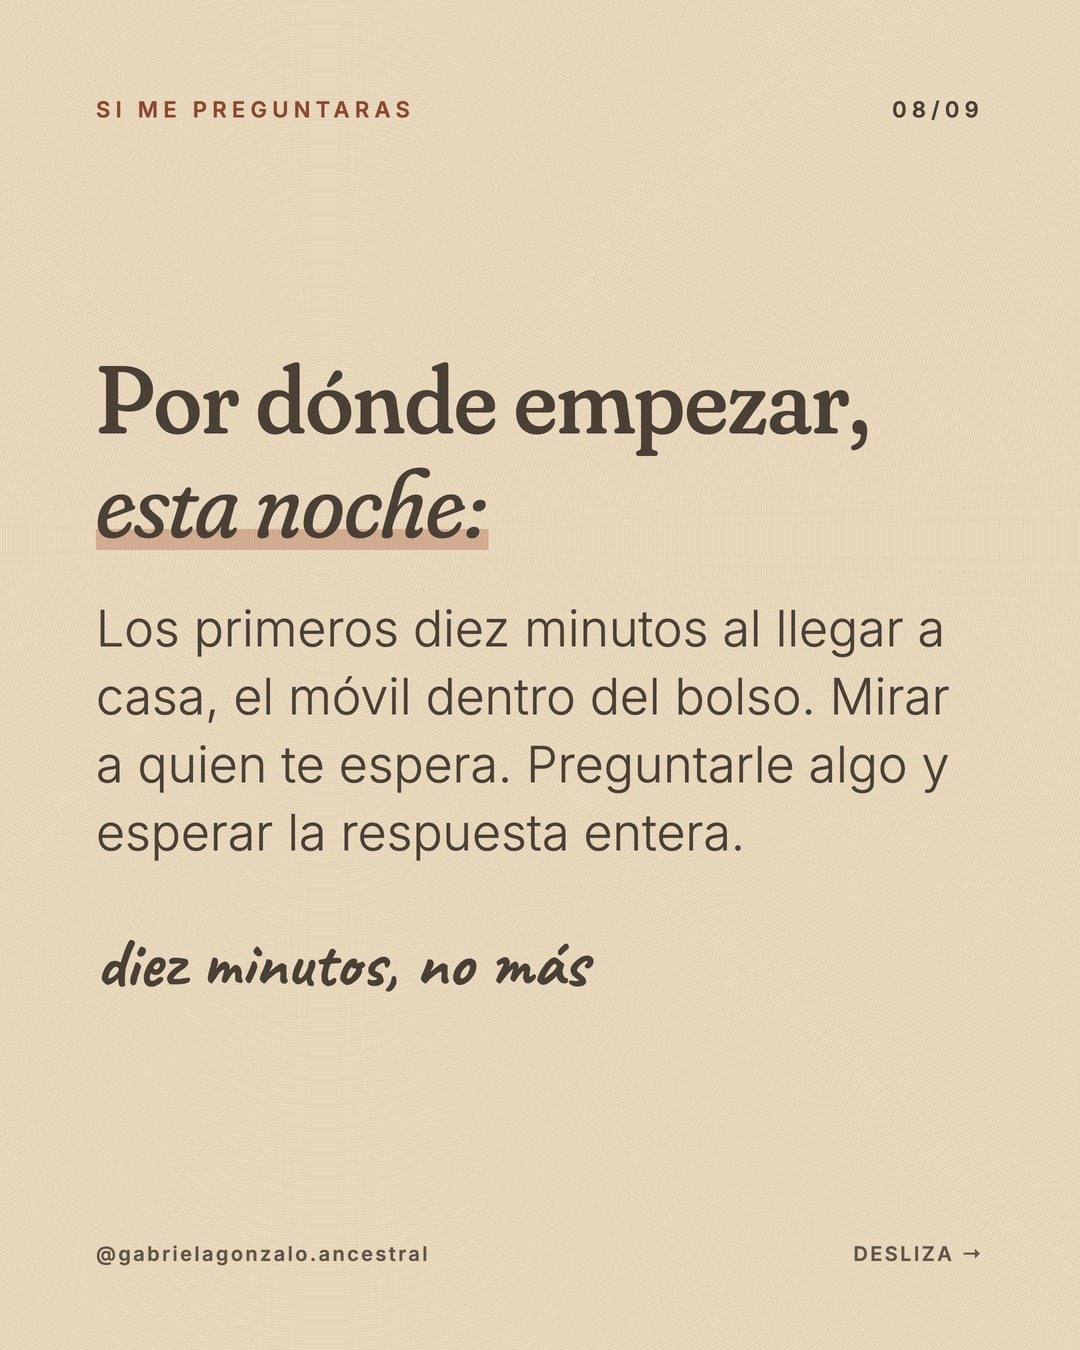 SI ME PREGUNTARAS
08/09
Por dónde empezar,
esta noche:
Los primeros diez minutos al llegar a
casa, el móvil dentro del bolso. Mirar
a quien te espera. Preguntarle algo y
esperar la respuesta entera.
diez minutos, no más
@gabrielagonzalo.ancestral
DESLIZA →